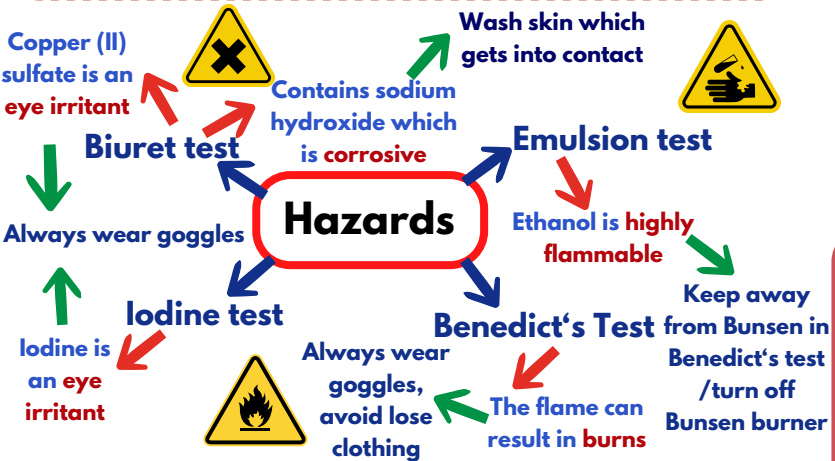 Copper (II)
sulfate is an
eye irritant
Biuret test
Contains sodium
hydroxide which
is corrosive
Wash skin which
gets into contact
Emulsion test
Hazards
Always wear goggles
Ethanol is highly
flammable
Iodine test
Iodine is
an eye
irritant
Benedict‘s Test
Always wear
goggles,
avoid lose
clothing
The flame can
result in burns
Keep away
from Bunsen in
Benedict‘s test
/turn off
Bunsen burner